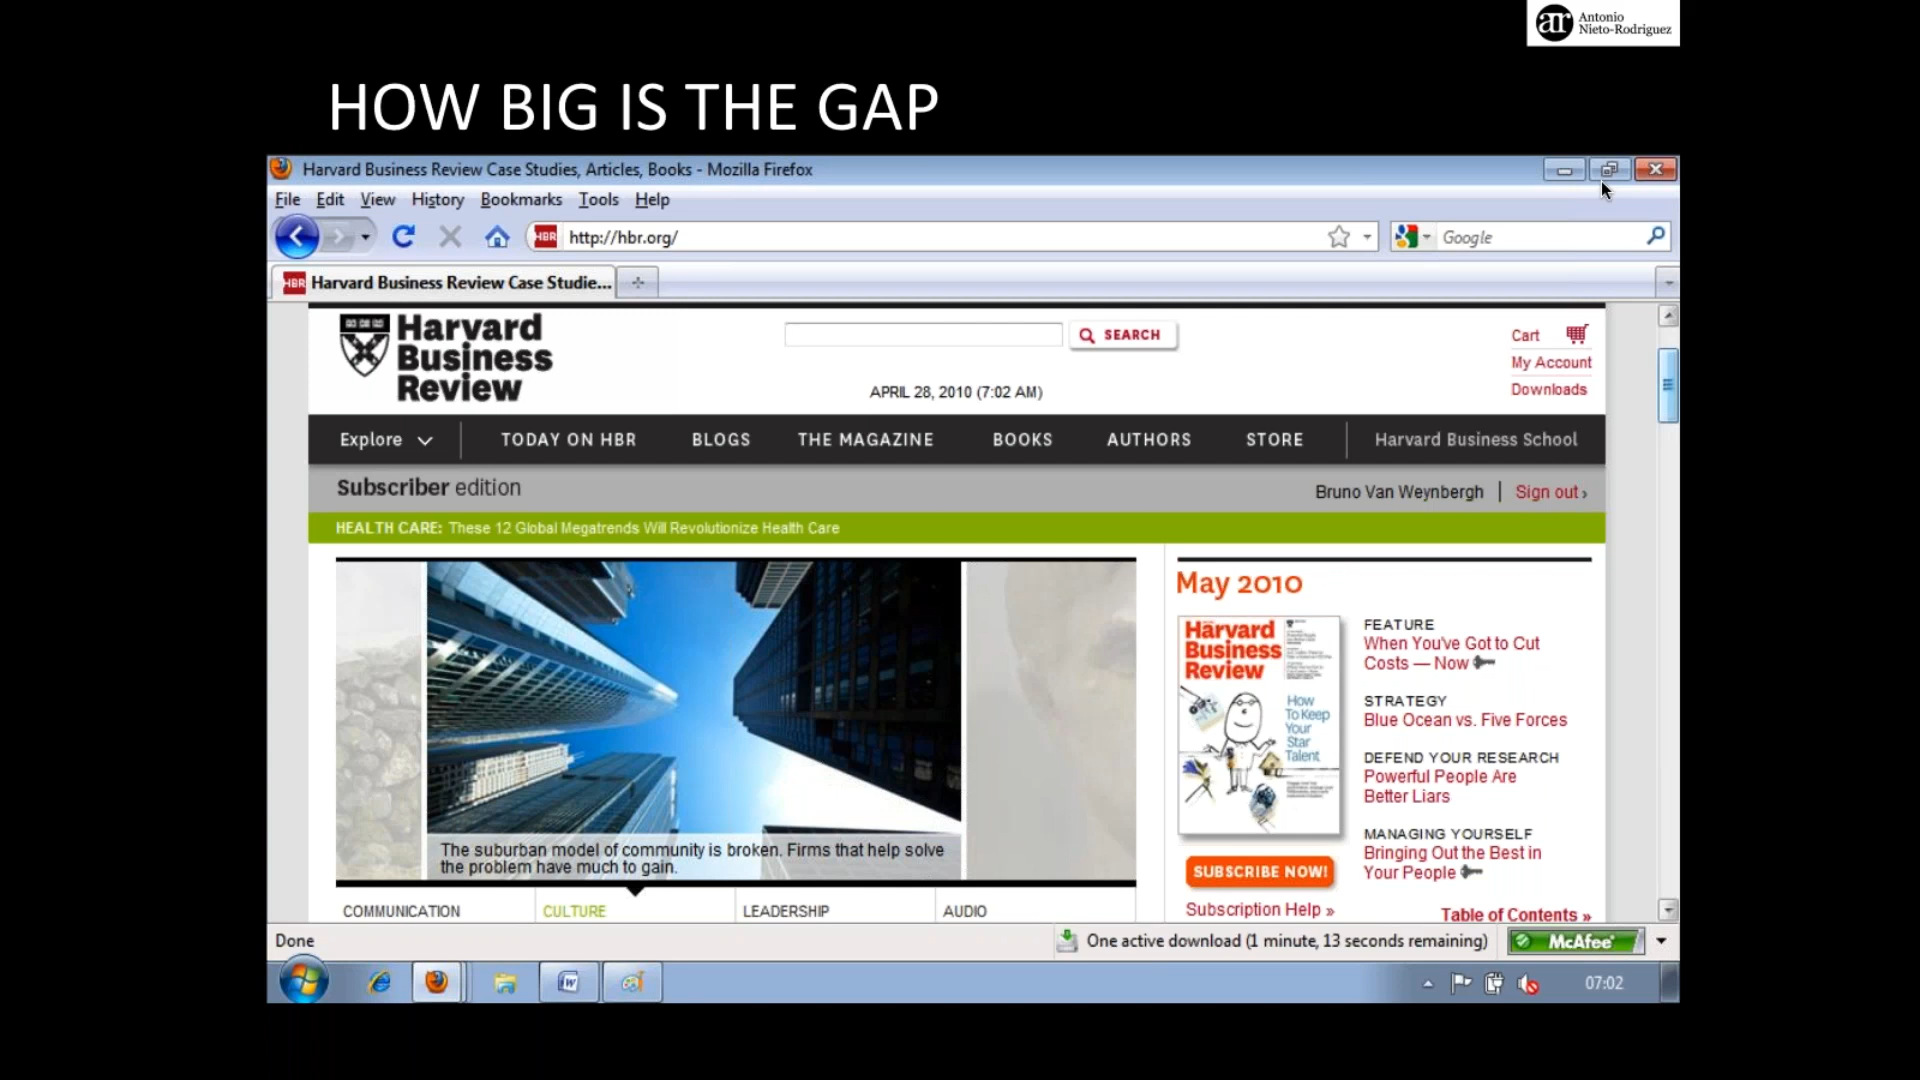 ar Antonio
Nieto-Rodriguez
HOW BIG IS THE GAP
Harvard Business Review Case Studies, Articles, Books - Mozilla Firefox
File Edit View History Bookmarks Tools Help
HBR http://hbr.org/ Google
HBR Harvard Business Review Case Studie...
Harvard
Business
Review
SEARCH
APRIL 28, 2010 (7:02 AM)
Cart
My Account
Downloads
Explore TODAY ON HBR BLOGS THE MAGAZINE BOOKS AUTHORS STORE Harvard Business School
Subscriber edition
Bruno Van Weynbergh | Sign out ›
HEALTH CARE: These 12 Global Megatrends Will Revolutionize Health Care
The suburban model of community is broken. Firms that help solve
the problem have much to gain.
COMMUNICATION CULTURE LEADERSHIP AUDIO
May 2010
Harvard
Business
Review
How
To Keep
Your
Star
Talent
SUBSCRIBE NOW!
Subscription Help »
FEATURE
When You've Got to Cut
Costs — Now
STRATEGY
Blue Ocean vs. Five Forces
DEFEND YOUR RESEARCH
Powerful People Are
Better Liars
MANAGING YOURSELF
Bringing Out the Best in
Your People
Table of Contents »
Done
One active download (1 minute, 13 seconds remaining)
McAfee
07:02